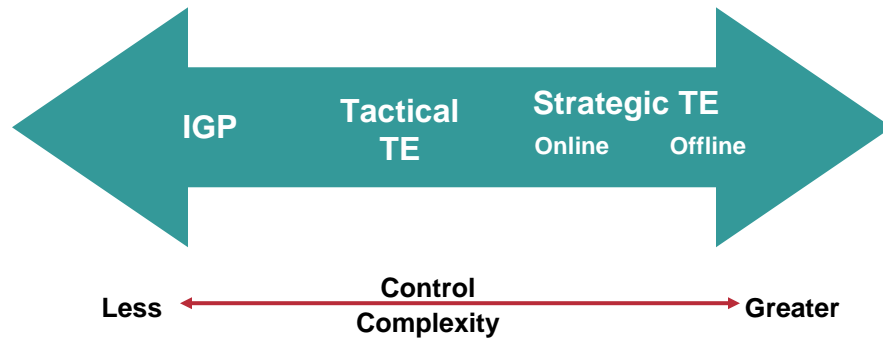 IGP
Tactical
TE
Strategic TE
Online Offline
Less
Control
Complexity
Greater